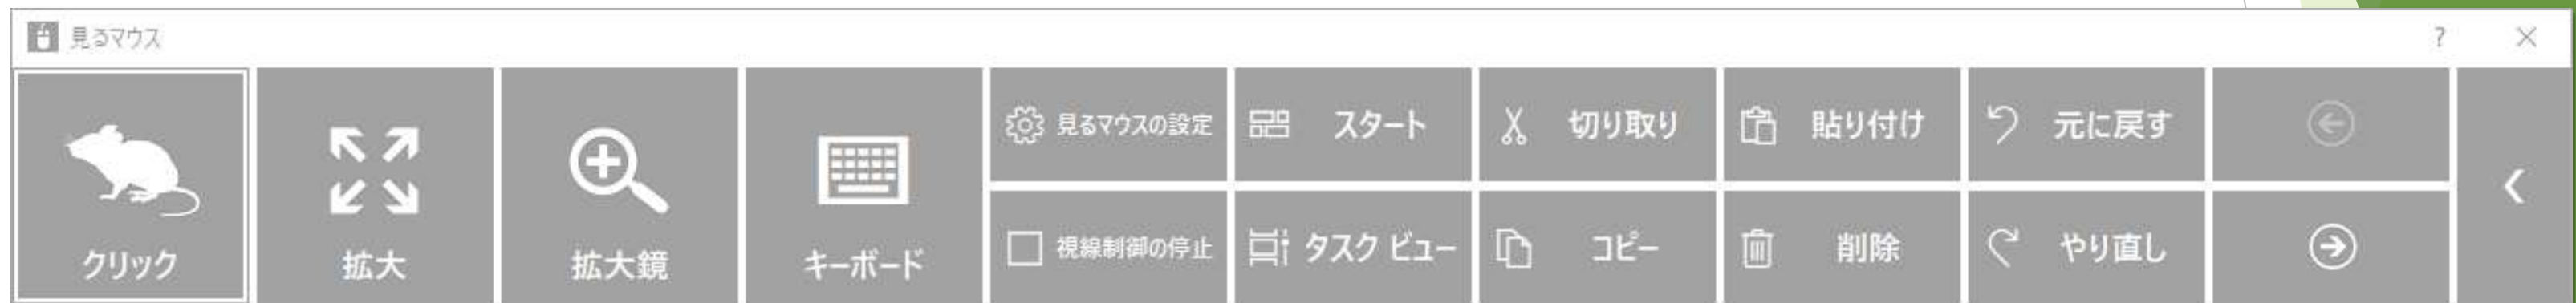 見るマウス
?
クリック
拡大
拡大鏡
キーボード
見るマウスの設定
スタート
切り取り
貼り付け
元に戻す
視線制御の停止
タスク ビュー
コピー
削除
やり直し